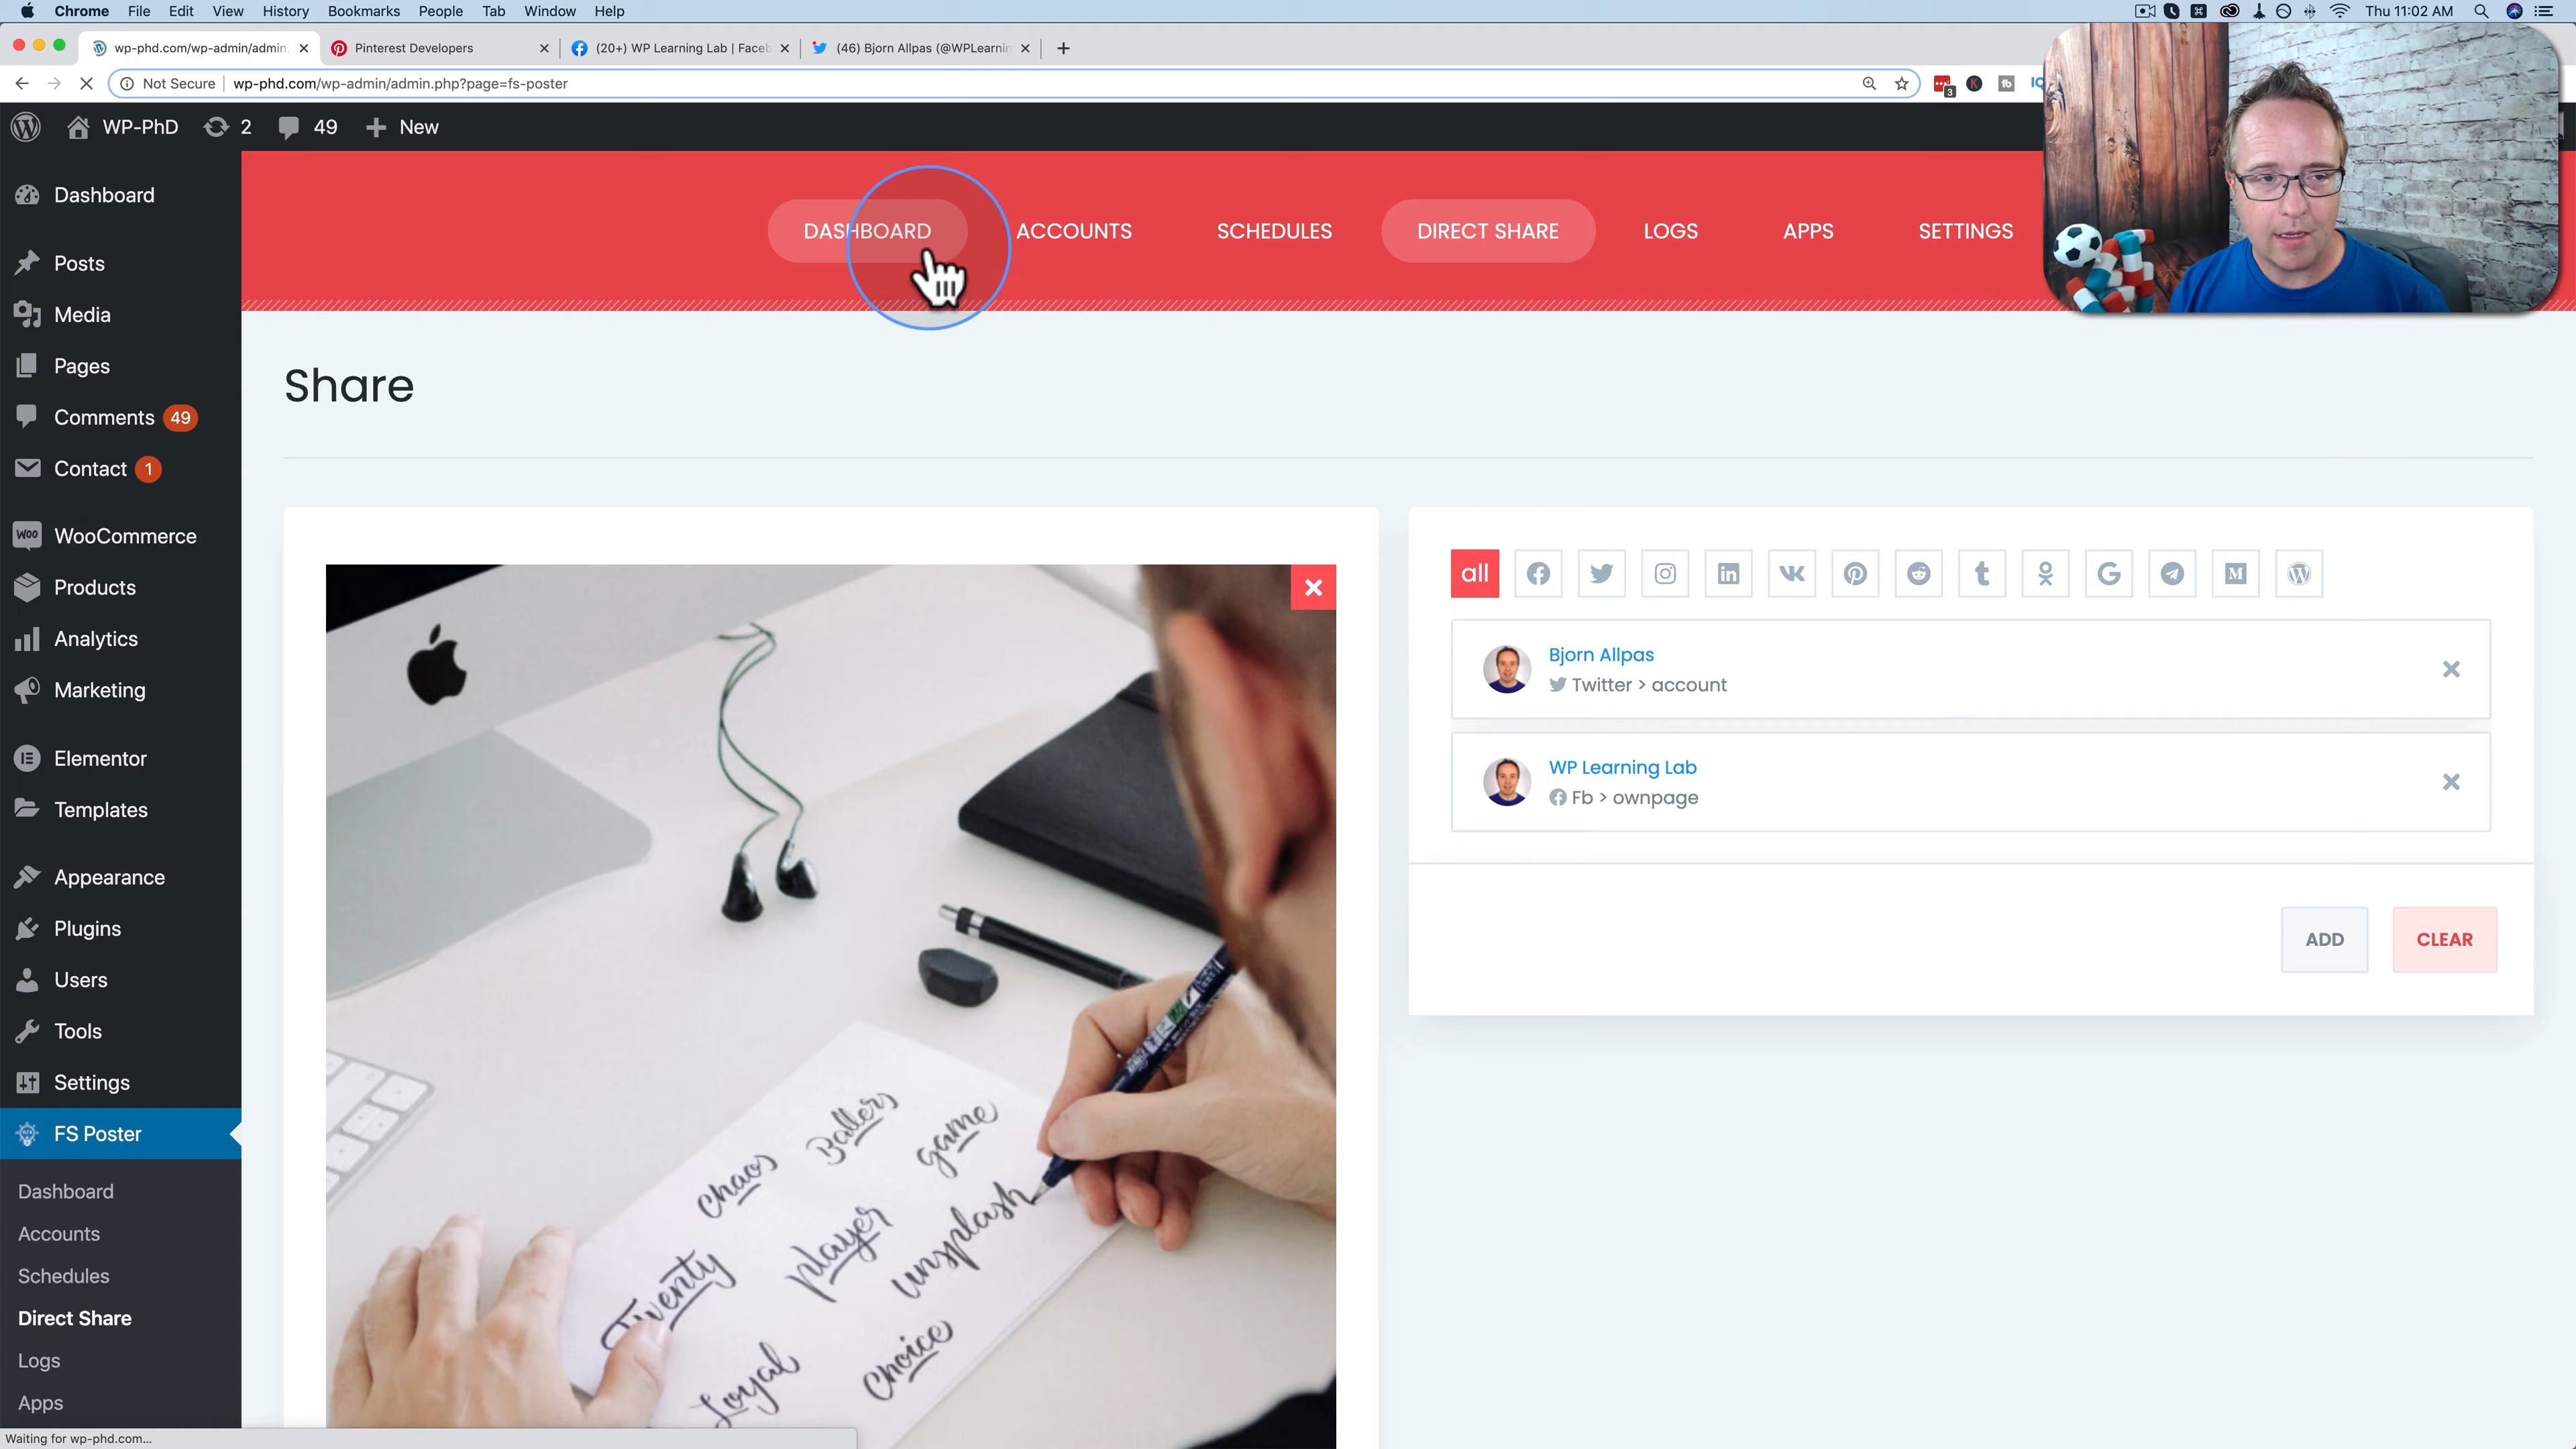 Chrome File Edit View History Bookmarks People Tab Window Help Thu 11:02 AM
wp-phd.com/wp-admin/admin. Pinterest Developers (20+) WP Learning Lab | Faceb (46) Bjorn Allpas (@WPLearnin
Not Secure wp-phd.com/wp-admin/admin.php?page=fs-poster 3
WP-PhD 2 49 New
DASHBOARD ACCOUNTS SCHEDULES DIRECT SHARE LOGS APPS SETTINGS
Dashboard
Posts
Media
Pages
Comments 49
Contact 1
WooCommerce
Products
Analytics
Marketing
Elementor
Templates
Appearance
Plugins
Users
Tools
Settings
FS Poster
Dashboard
Accounts
Schedules
Direct Share
Logs
Apps
Waiting for wp-phd.com...
Share
Chaos Ballers game
Twenty player unsplash
Loyal choice
all
Bjorn Allpas
Twitter > account
WP Learning Lab
Fb > ownpage
ADD CLEAR